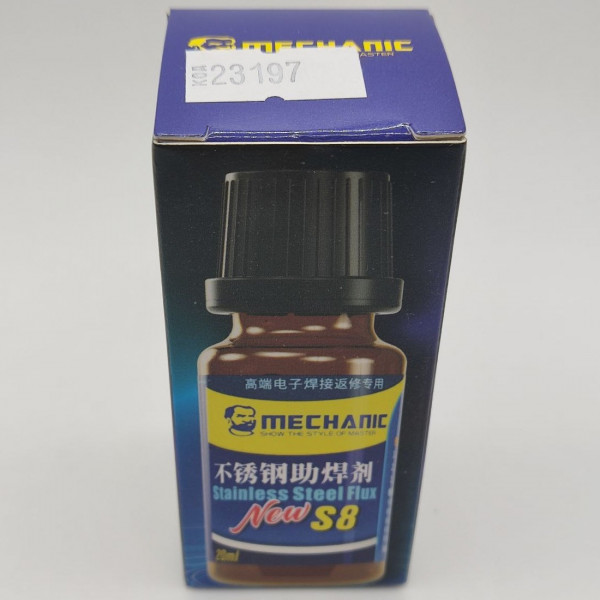 MECHANIC
MASTER
КОД 23197
高端电子焊接返修专用
MECHANIC
SHOW THE STYLE OF MASTER
不锈钢助焊剂
Stainless Steel Flux
New S8
20ml